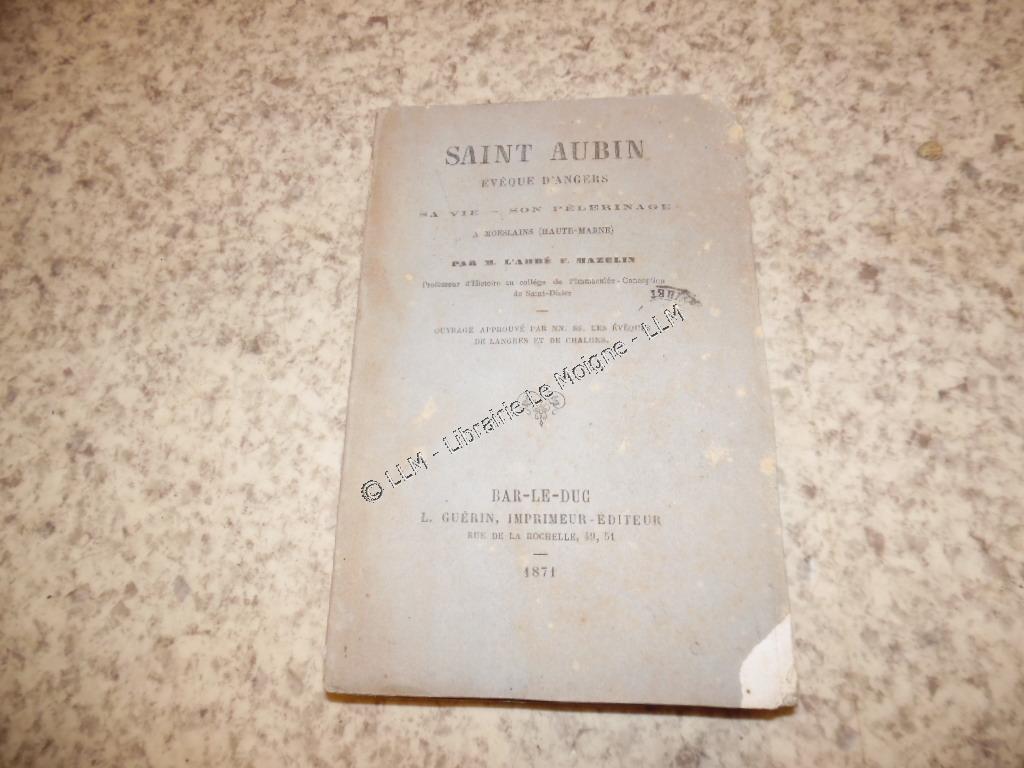 SAINT AUBIN
ÉVÊQUE D'ANGERS
SA VIE — SON PÈLERINAGE
A MOESLAINS (HAUTE-MARNE)
PAR M. L'ABBÉ F. MAZELIN
Professeur d'Histoire au collége de l'Immaculée-Conception
de Saint-Dizier
OUVRAGE APPROUVÉ PAR NN. SS. LES ÉVÊQUES
DE LANGRES ET DE CHALONS.
© LLM - Librairie Le Moigne - LLM
BAR-LE-DUC
L. GUÉRIN, IMPRIMEUR-ÉDITEUR
RUE DE LA ROCHELLE, 49, 51
1871